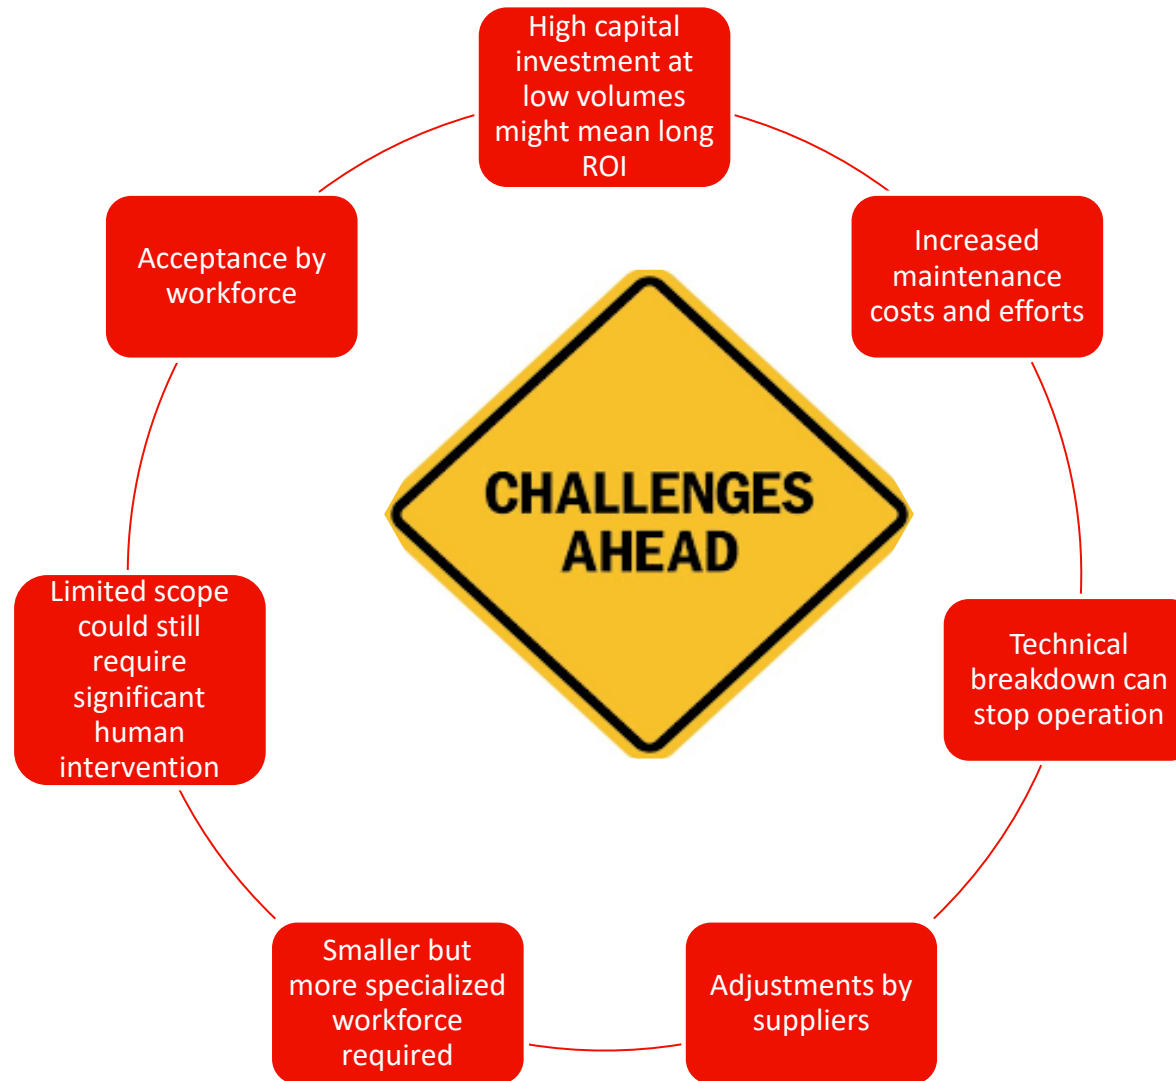 High capital
investment at
low volumes
might mean long
ROI
Increased
maintenance
costs and efforts
Technical
breakdown can
stop operation
Adjustments by
suppliers
Smaller but
more specialized
workforce
required
Limited scope
could still
require
significant
human
intervention
Acceptance by
workforce
CHALLENGES
AHEAD